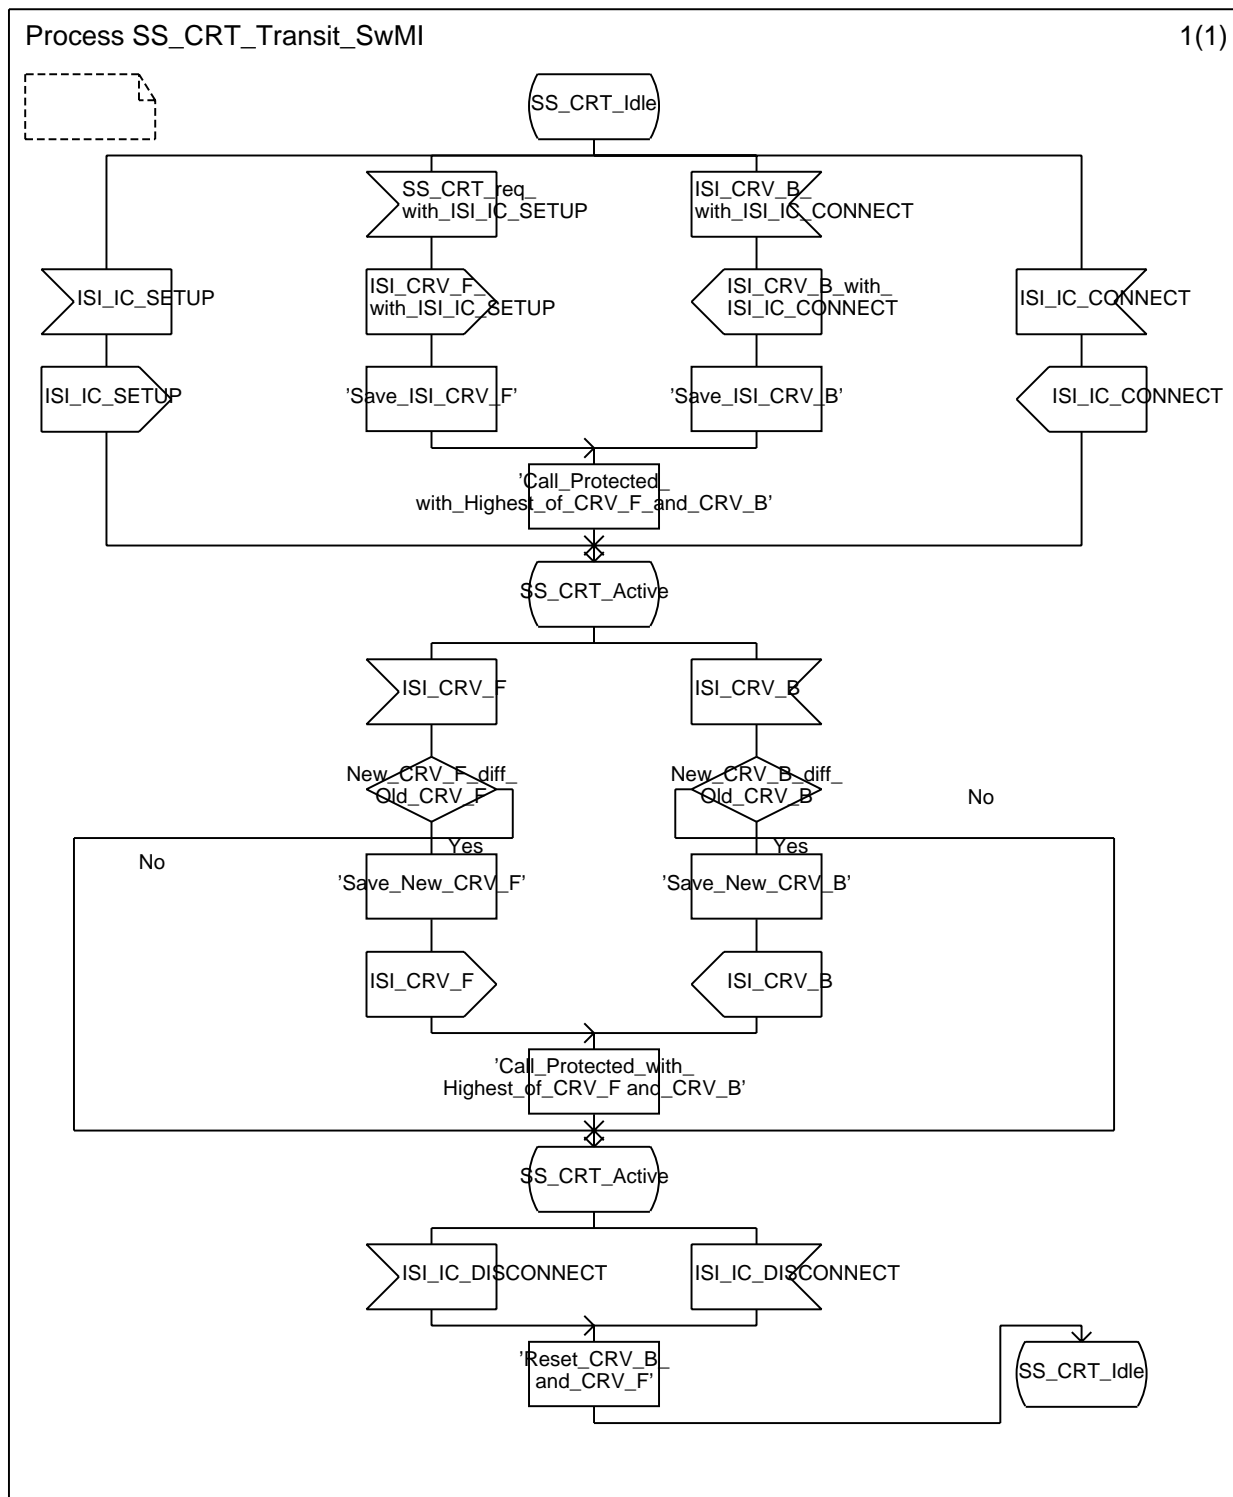 Process SS_CRT_Transit_SwMI
1(1)
SS_CRT_Idle
SS_CRT_req_
with_ISI_IC_SETUP
ISI_CRV_B_
with_ISI_IC_CONNECT
ISI_IC_SETUP
ISI_CRV_F_
with_ISI_IC_SETUP
ISI_CRV_B_with_
ISI_IC_CONNECT
ISI_IC_CONNECT
ISI_IC_SETUP
'Save_ISI_CRV_F'
'Save_ISI_CRV_B'
ISI_IC_CONNECT
'Call_Protected_
with_Highest_of_CRV_F_and_CRV_B'
SS_CRT_Active
ISI_CRV_F
ISI_CRV_B
New_CRV_F_diff_
Old_CRV_F
New_CRV_B_diff_
Old_CRV_B
No
Yes
Yes
No
'Save_New_CRV_F'
'Save_New_CRV_B'
ISI_CRV_F
ISI_CRV_B
'Call_Protected_with_
Highest_of_CRV_F and_CRV_B'
SS_CRT_Active
ISI_IC_DISCONNECT
ISI_IC_DISCONNECT
'Reset_CRV_B_
and_CRV_F'
SS_CRT_Idle